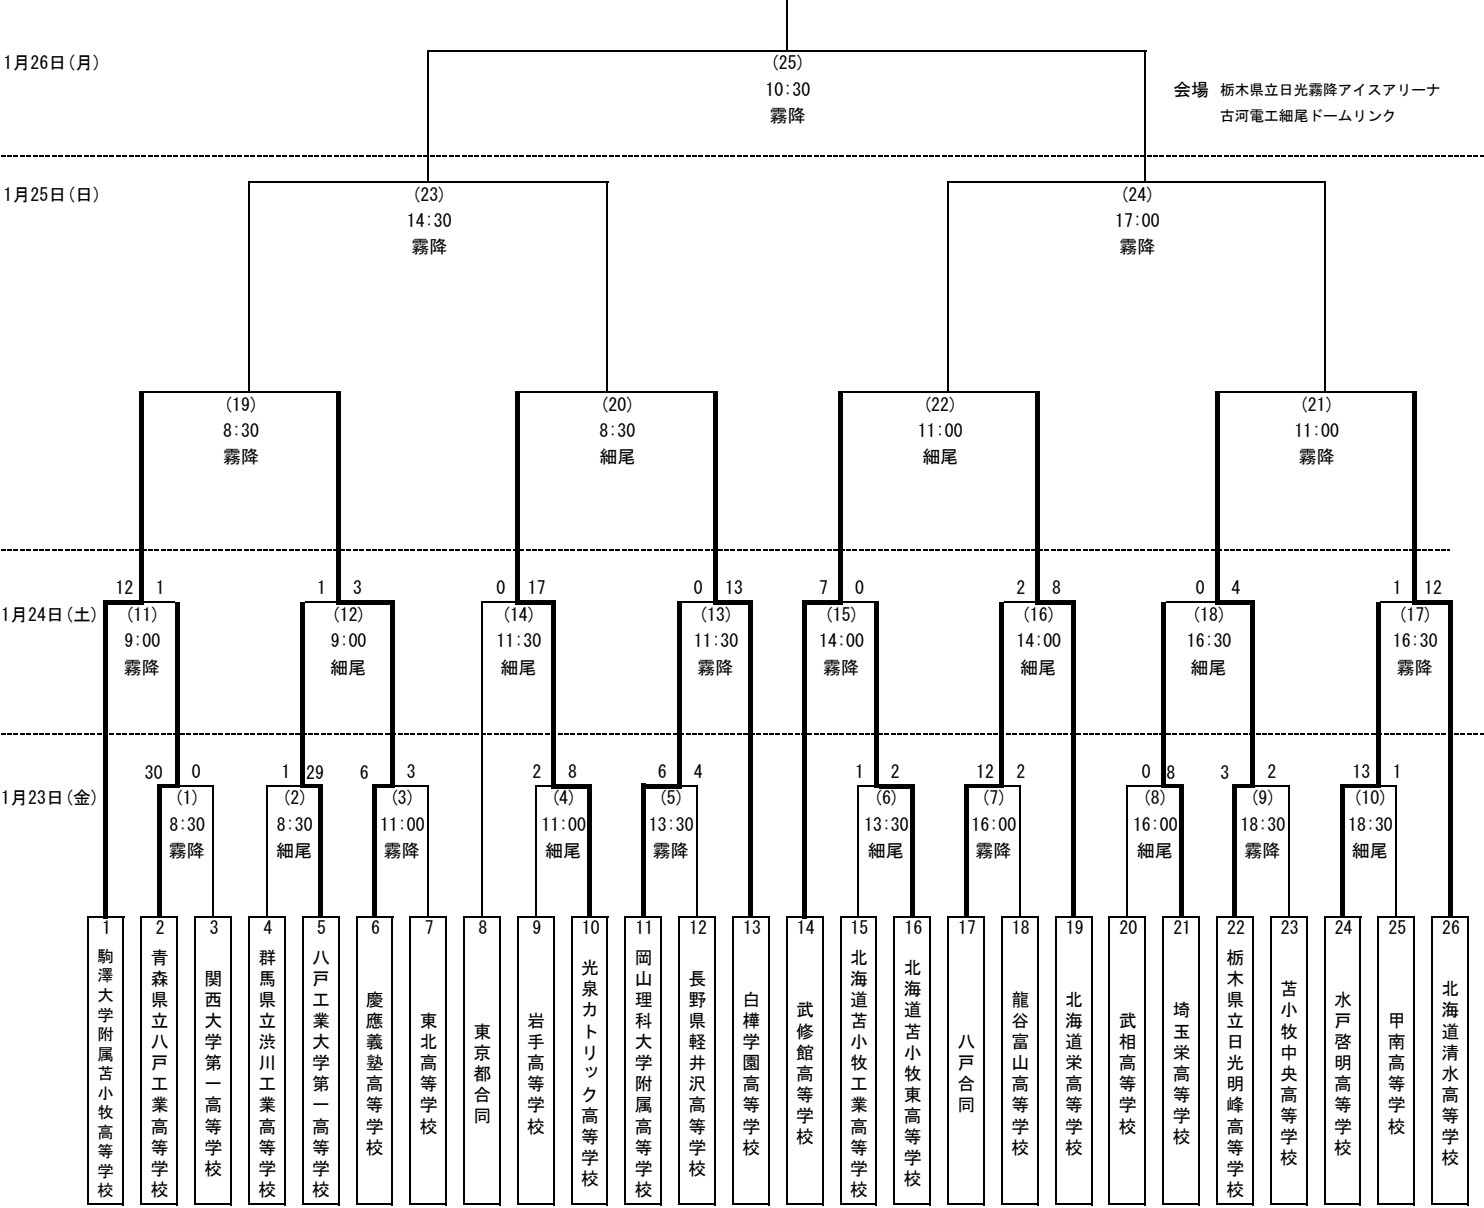 1月26日(月)
(25)
10:30
霧降
会場 栃木県立日光霧降アイスアリーナ
古河電工細尾ドームリンク
1月25日(日)
(23)
14:30
霧降
(24)
17:00
霧降
(19)
8:30
霧降
(20)
8:30
細尾
(22)
11:00
細尾
(21)
11:00
霧降
1月24日(土)
12 1
(11)
9:00
霧降
1 3
(12)
9:00
細尾
0 17
(14)
11:30
細尾
0 13
(13)
11:30
霧降
7 0
(15)
14:00
霧降
2 8
(16)
14:00
細尾
0 4
(18)
16:30
細尾
1 12
(17)
16:30
霧降
1月23日(金)
30 0
(1)
8:30
霧降
1 29
(2)
8:30
細尾
6 3
(3)
11:00
霧降
2 8
(4)
11:00
細尾
6 4
(5)
13:30
霧降
1 2
(6)
13:30
細尾
12 2
(7)
16:00
霧降
0 8
(8)
16:00
細尾
3 2
(9)
18:30
霧降
13 1
(10)
18:30
細尾
1 駒澤大学附属苫小牧高等学校
2 青森県立八戸工業高等学校
3 関西大学第一高等学校
4 群馬県立渋川工業高等学校
5 八戸工業大学第一高等学校
6 慶應義塾高等学校
7 東北高等学校
8 東京都合同
9 岩手高等学校
10 光泉カトリック高等学校
11 岡山理科大学附属高等学校
12 長野県軽井沢高等学校
13 白樺学園高等学校
14 武修館高等学校
15 北海道苫小牧工業高等学校
16 北海道苫小牧東高等学校
17 八戸合同
18 龍谷富山高等学校
19 北海道栄高等学校
20 武相高等学校
21 埼玉栄高等学校
22 栃木県立日光明峰高等学校
23 苫小牧中央高等学校
24 水戸啓明高等学校
25 甲南高等学校
26 北海道清水高等学校